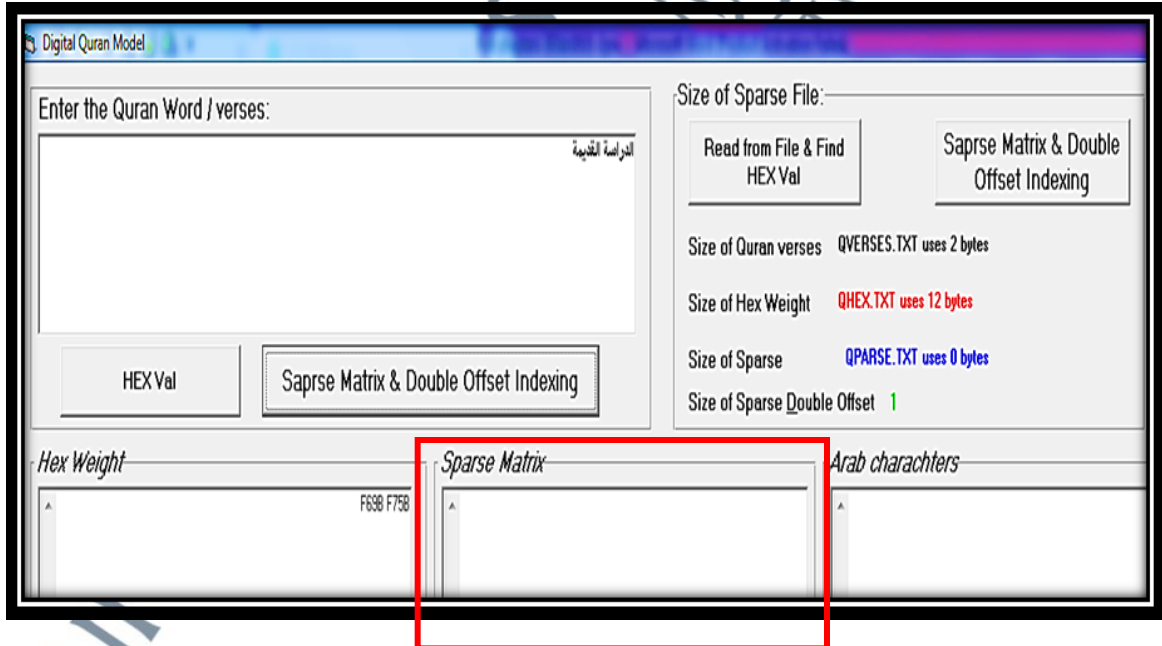 Digital Quran Model
Enter the Quran Word / verses:
الدراسة القديمة
HEX Val
Saprse Matrix & Double Offset Indexing
Size of Sparse File:
Read from File & Find
HEX Val
Saprse Matrix & Double
Offset Indexing
Size of Quran verses QVERSES.TXT uses 2 bytes
Size of Hex Weight QHEX.TXT uses 12 bytes
Size of Sparse QPARSE.TXT uses 0 bytes
Size of Sparse Double Offset 1
Hex Weight
F69B F75B
Sparse Matrix
Arab charachters